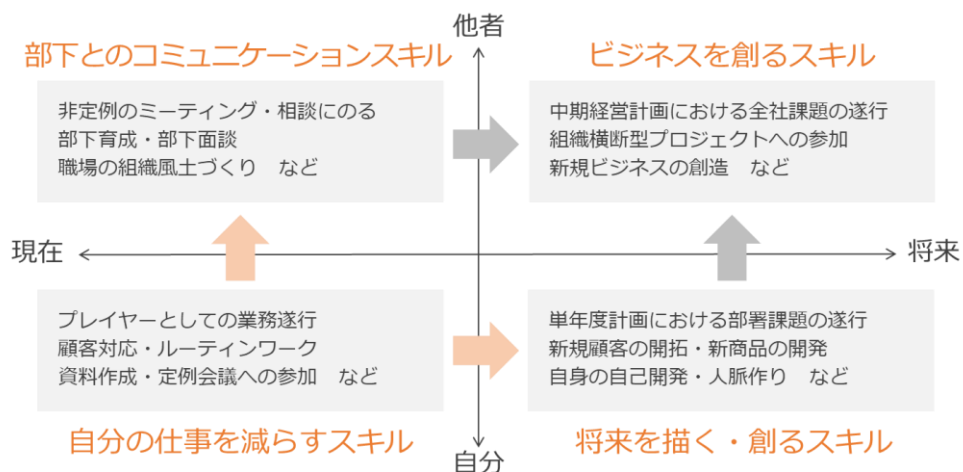 他者
部下とのコミュニケーションスキル
ビジネスを創るスキル
非定例のミーティング・相談にのる
部下育成・部下面談
職場の組織風土づくり　など
中期経営計画における全社課題の遂行
組織横断型プロジェクトへの参加
新規ビジネスの創造　など
現在
将来
プレイヤーとしての業務遂行
顧客対応・ルーティンワーク
資料作成・定例会議への参加　など
単年度計画における部署課題の遂行
新規顧客の開拓・新商品の開発
自身の自己開発・人脈作り　など
自分の仕事を減らすスキル
将来を描く・創るスキル
自分